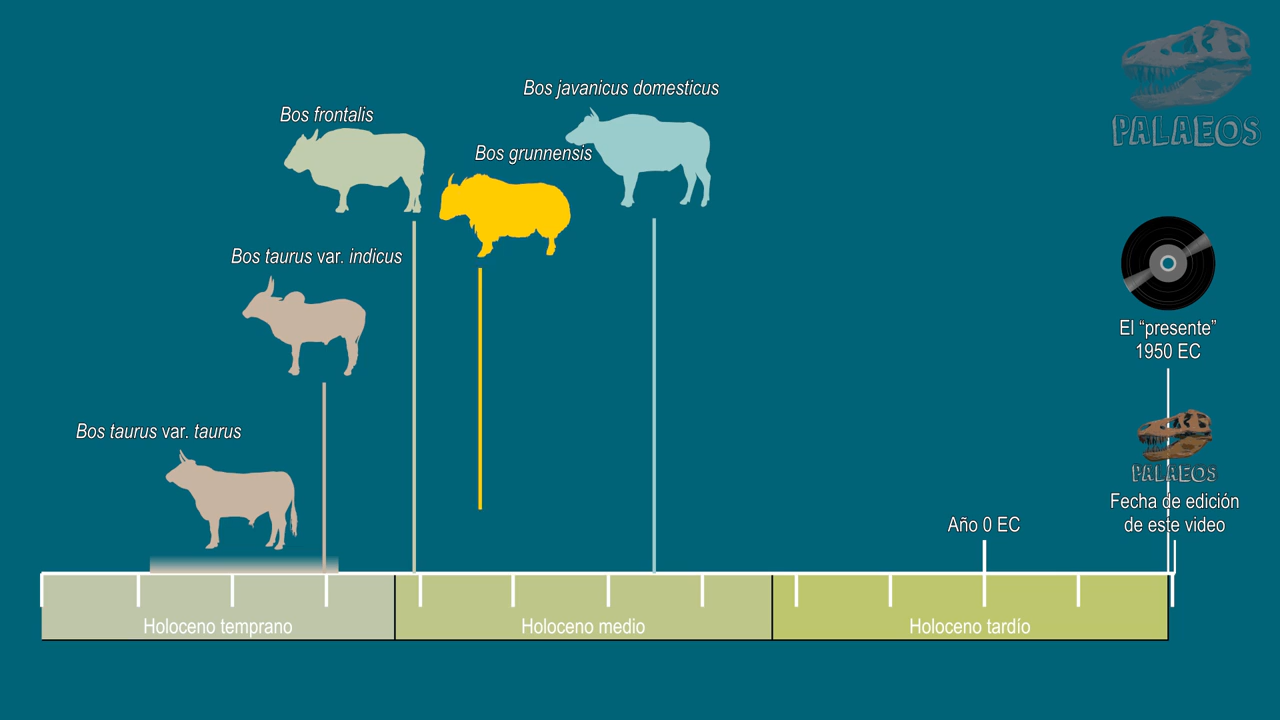 PALAEOS
Bos javanicus domesticus
Bos frontalis
Bos grunnensis
Bos taurus var. indicus
El “presente”
1950 EC
Bos taurus var. taurus
PALAEOS
Fecha de edición
de este video
Año 0 EC
Holoceno temprano
Holoceno medio
Holoceno tardío